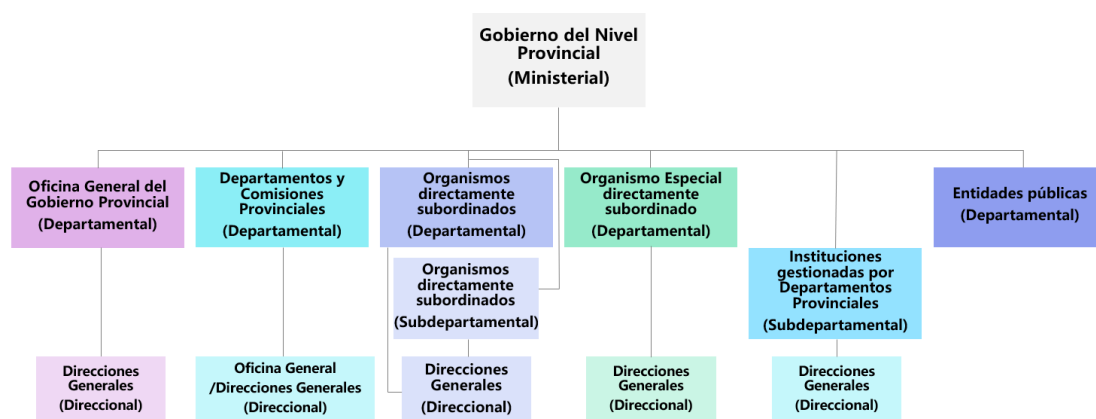 Gobierno del Nivel
Provincial
(Ministerial)
Oficina General del
Gobierno Provincial
(Departamental)
Departamentos y
Comisiones
Provinciales
(Departamental)
Organismos
directamente
subordinados
(Departamental)
Organismo Especial
directamente
subordinado
(Departamental)
Entidades públicas
(Departamental)
Organismos
directamente
subordinados
(Subdepartamental)
Instituciones
gestionadas por
Departamentos
Provinciales
(Subdepartamental)
Direcciones
Generales
(Direccional)
Oficina General
/Direcciones Generales
(Direccional)
Direcciones
Generales
(Direccional)
Direcciones
Generales
(Direccional)
Direcciones
Generales
(Direccional)